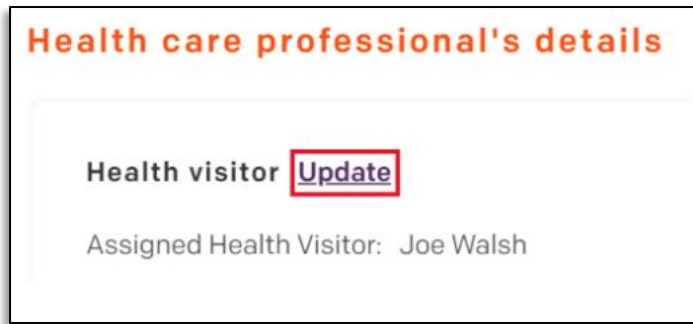 Health care professional's details
Health visitor Update
Assigned Health Visitor: Joe Walsh